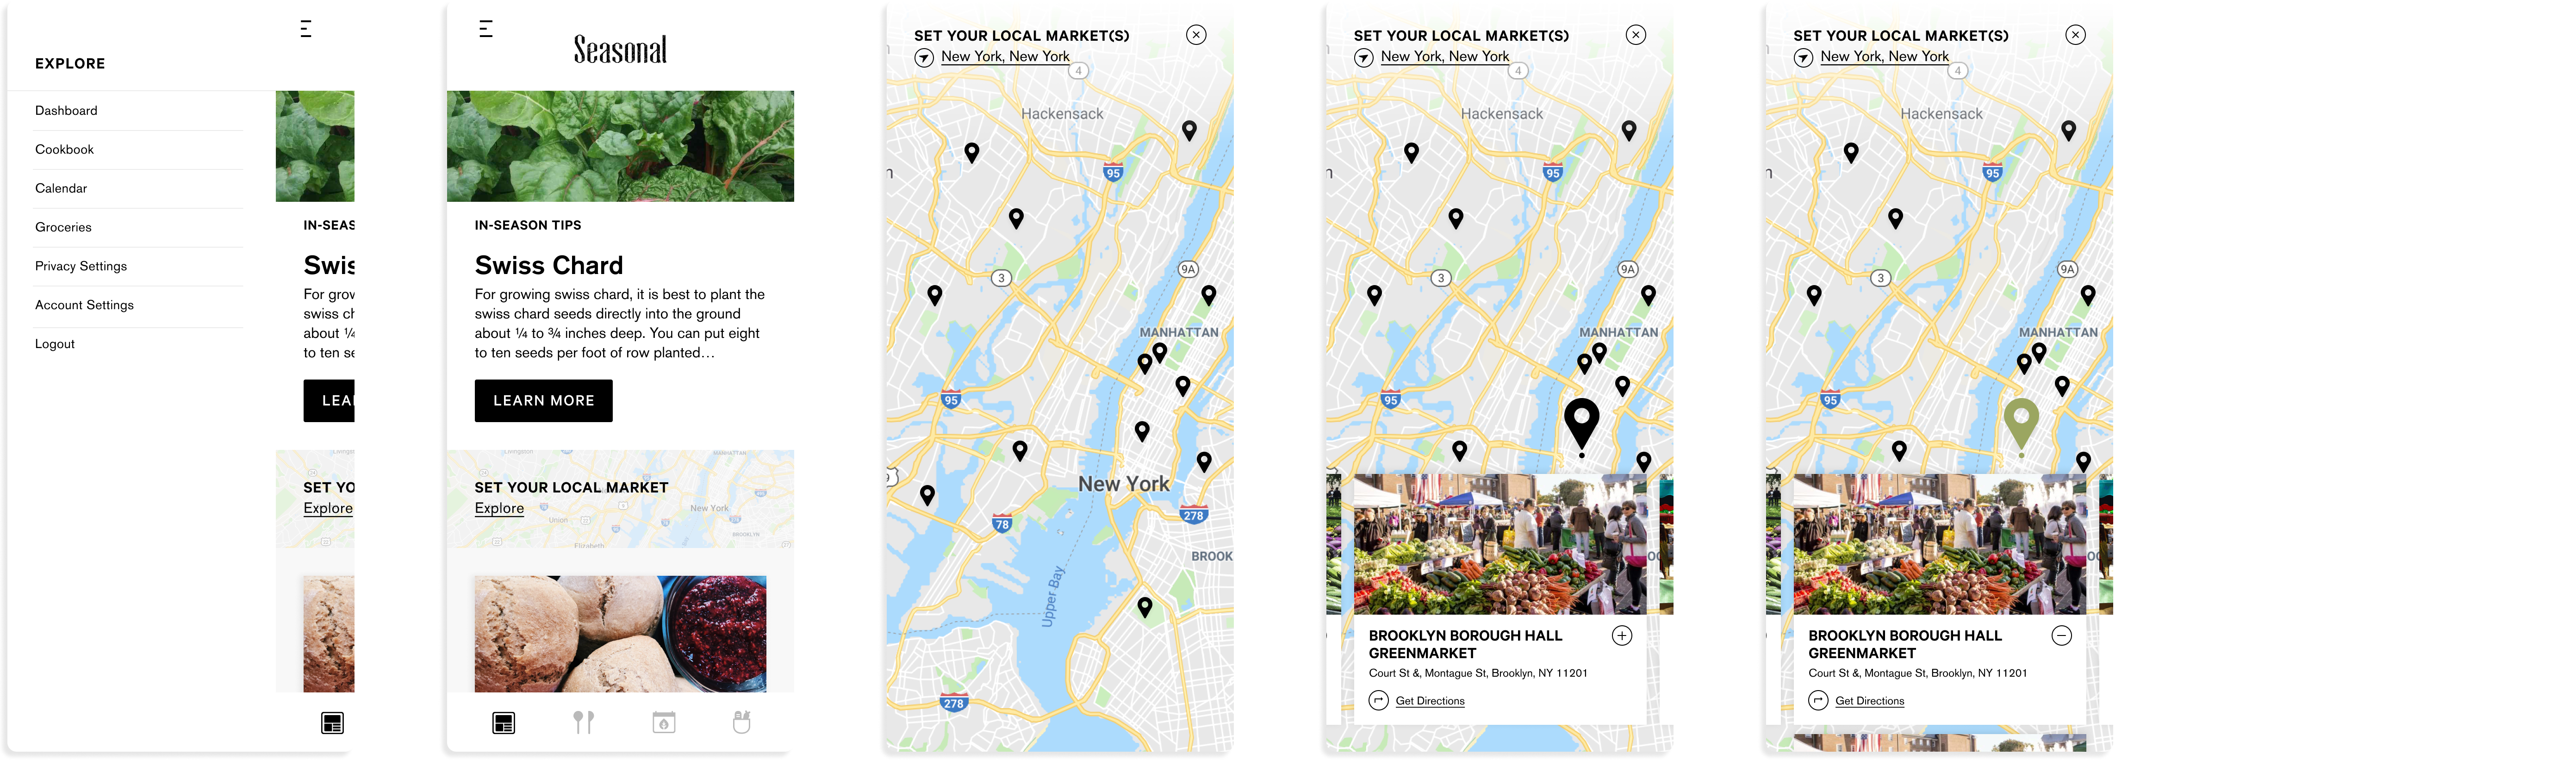 EXPLORE
Dashboard
Cookbook
Calendar
Groceries
Privacy Settings
Account Settings
Logout
IN-SEAS
Swis
For grov
swiss ch
about ¼
to ten se
LEA
SET YO
Explore
Seasonal
IN-SEASON TIPS
Swiss Chard
For growing swiss chard, it is best to plant the
swiss chard seeds directly into the ground
about ¼ to ¾ inches deep. You can put eight
to ten seeds per foot of row planted…
LEARN MORE
MANHATTAN
SET YOUR LOCAL MARKET
Explore
New York
Union
BROOKLYN
Elizabeth
SET YOUR LOCAL MARKET(S)
New York, New York
4
Hackensack
95
9A
3
MANHATTAN
95
New York
78
278
BROOK
Upper Bay
278
SET YOUR LOCAL MARKET(S)
New York, New York
4
Hackensack
95
9A
3
MANHATTAN
95
BROOKLYN BOROUGH HALL
GREENMARKET
Court St &, Montague St, Brooklyn, NY 11201
Get Directions
SET YOUR LOCAL MARKET(S)
New York, New York
4
Hackensack
95
9A
3
MANHATTAN
95
BROOKLYN BOROUGH HALL
GREENMARKET
Court St &, Montague St, Brooklyn, NY 11201
Get Directions